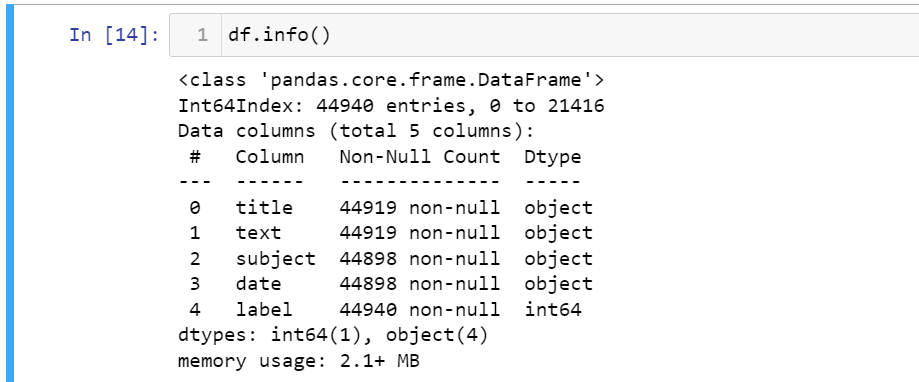 In [14]: 1 df.info()
<class 'pandas.core.frame.DataFrame'>
Int64Index: 44940 entries, 0 to 21416
Data columns (total 5 columns):
 #   Column   Non-Null Count  Dtype
---  ------   --------------  -----
 0   title    44919 non-null  object
 1   text     44919 non-null  object
 2   subject  44898 non-null  object
 3   date     44898 non-null  object
 4   label    44940 non-null  int64
dtypes: int64(1), object(4)
memory usage: 2.1+ MB